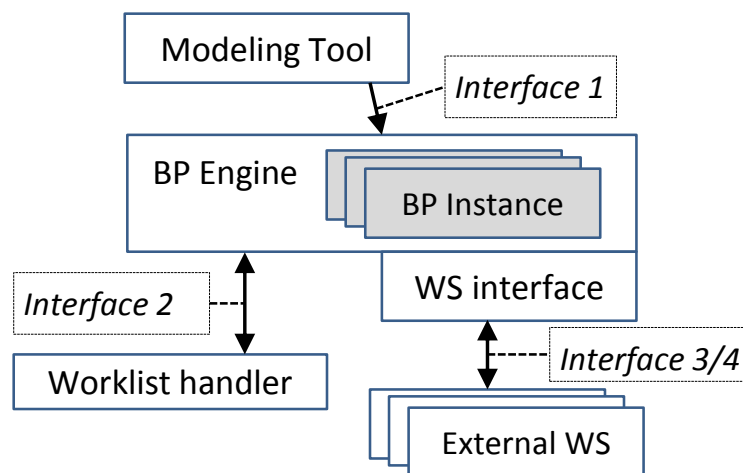 Modeling Tool
Interface 1
BP Engine
BP Instance
WS interface
Interface 2
Interface 3/4
Worklist handler
External WS